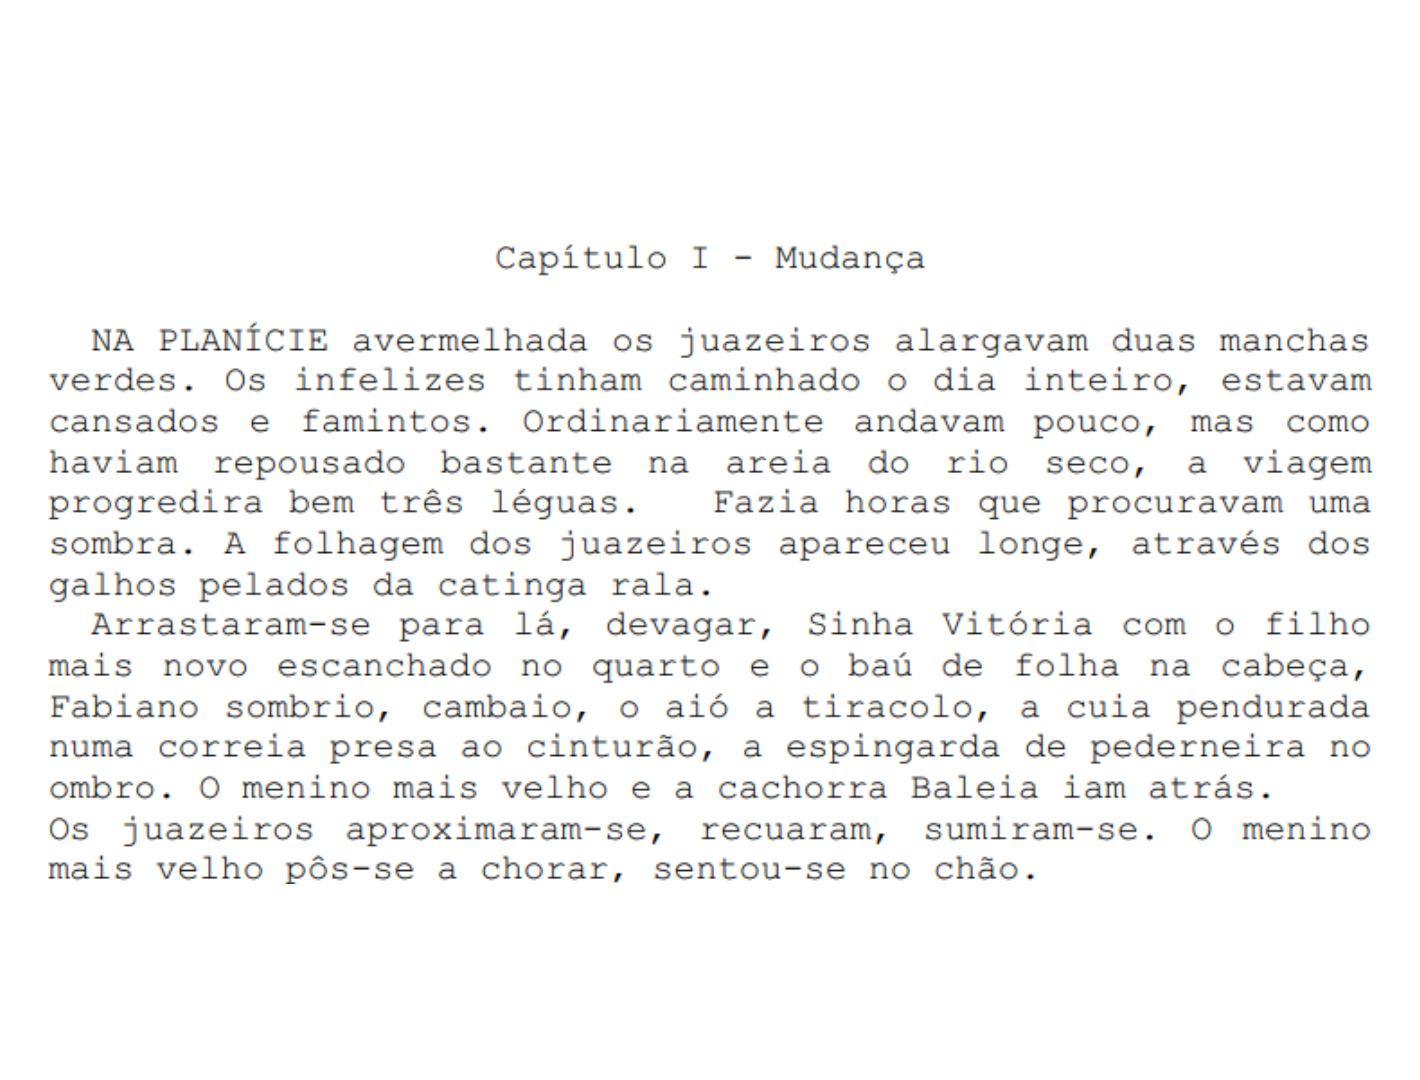 Capítulo I - Mudança
NA PLANÍCIE avermelhada os juazeiros alargavam duas manchas
verdes. Os infelizes tinham caminhado o dia inteiro, estavam
cansados e famintos. Ordinariamente andavam pouco, mas como
haviam repousado bastante na areia do rio seco, a viagem
progredira bem três léguas. Fazia horas que procuravam uma
sombra. A folhagem dos juazeiros apareceu longe, através dos
galhos pelados da catinga rala.
Arrastaram-se para lá, devagar, Sinha Vitória com o filho
mais novo escanchado no quarto e o baú de folha na cabeça,
Fabiano sombrio, cambaio, o aió a tiracolo, a cuia pendurada
numa correia presa ao cinturão, a espingarda de pederneira no
ombro. O menino mais velho e a cachorra Baleia iam atrás.
Os juazeiros aproximaram-se, recuaram, sumiram-se. O menino
mais velho pôs-se a chorar, sentou-se no chão.